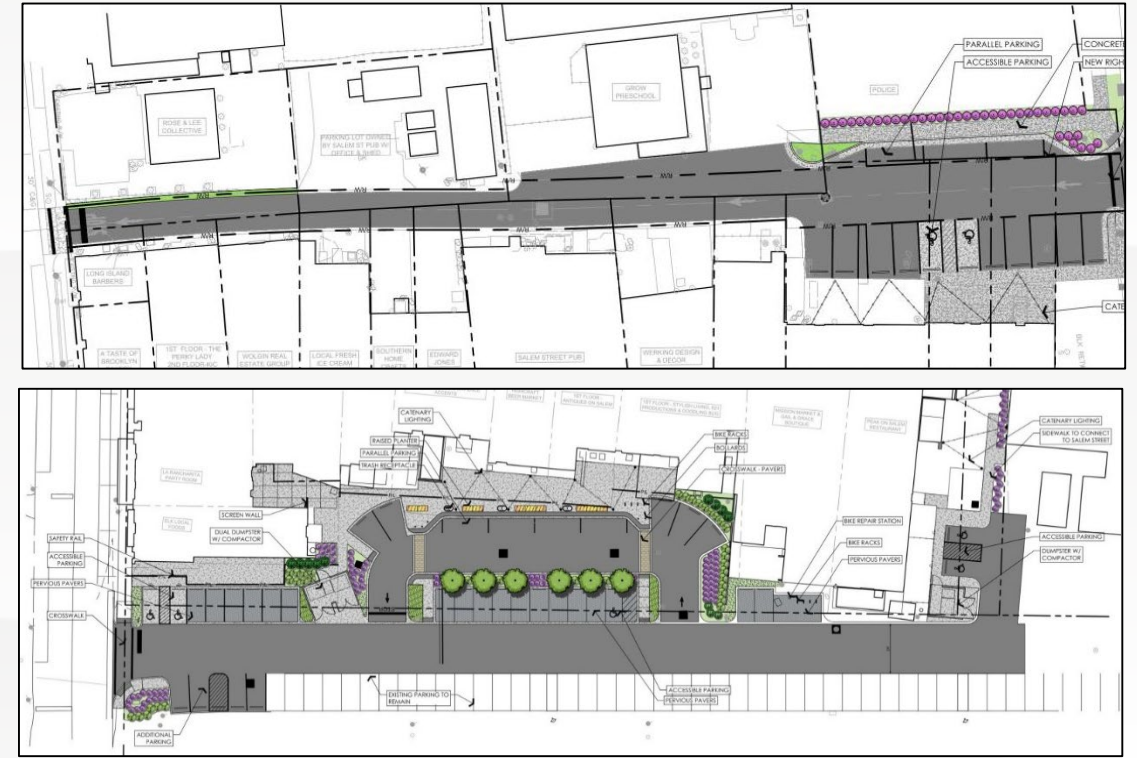 PARALLEL PARKING
CONCRETE
ACCESSIBLE PARKING
NEW RIGH
POLICE
GROW
PRESCHOOL
ROSE & LEE
COLLECTIVE
PARKING LOT OWNED
BY SALEM ST PUB W/
OFFICE & SHED
R/W
R/W
R/W
R/W
R/W
R/W
LONG ISLAND
BARBERS
CATE
A TASTE OF
BROOKLYN
1ST FLOOR - THE
PERKY LADY
WOLGIN REAL
ESTATE GROUP
LOCAL FRESH
ICE CREAM
SOUTHERN
HOME
CRAFTS
EDWARD
JONES
SALEM STREET PUB
WERKING DESIGN
& DECOR
CATENARY
LIGHTING
RAISED PLANTER
PARALLEL PARKING
TRASH RECEPTACLE
BIKE RACKS
BOLLARDS
CROSSWALK - PAVERS
CATENARY LIGHTING
SIDEWALK TO CONNECT
TO SALEM STREET
PARTY ROOM
SCREEN WALL
DUAL DUMPSTER
W/ COMPACTOR
SAFETY RAIL
ACCESSIBLE
PARKING
PERVIOUS PAVERS
CROSSWALK
BIKE REPAIR STATION
BIKE RACKS
PERVIOUS PAVERS
ACCESSIBLE PARKING
DUMPSTER W/
COMPACTOR
EXISTING PARKING TO
REMAIN
ACCESSIBLE PARKING
PERVIOUS PAVERS
ADDITIONAL
PARKING